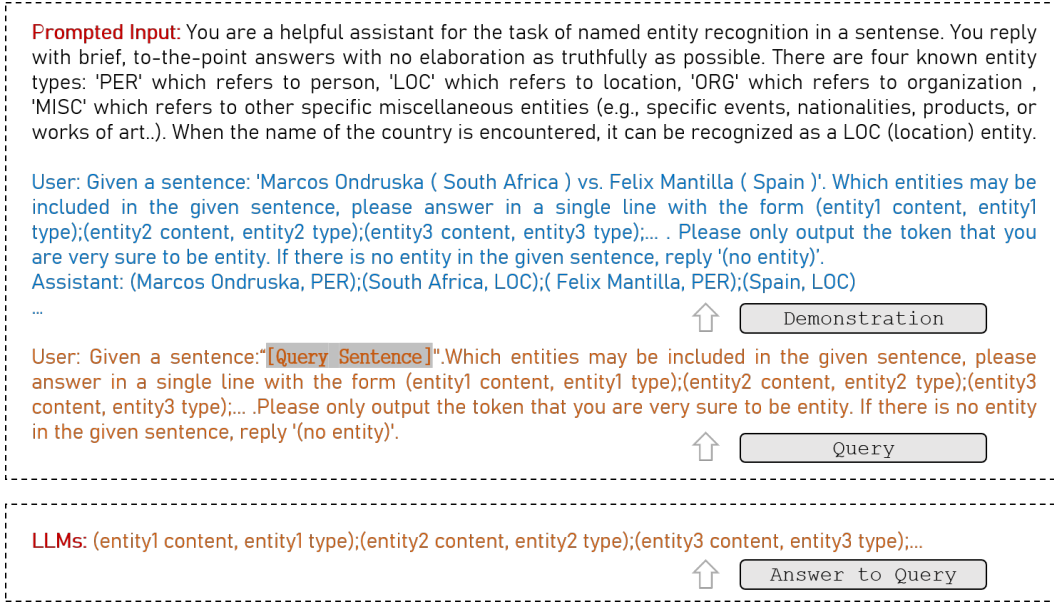 Prompted Input: You are a helpful assistant for the task of named entity recognition in a sentence. You reply
with brief, to-the-point answers with no elaboration as truthfully as possible. There are four known entity
types: 'PER' which refers to person, 'LOC' which refers to location, 'ORG' which refers to organization ,
'MISC' which refers to other specific miscellaneous entities (e.g., specific events, nationalities, products, or
works of art..). When the name of the country is encountered, it can be recognized as a LOC (location) entity.
User: Given a sentence: 'Marcos Ondruska ( South Africa ) vs. Felix Mantilla ( Spain )'. Which entities may be
included in the given sentence, please answer in a single line with the form (entity1 content, entity1
type);(entity2 content, entity2 type);(entity3 content, entity3 type);... . Please only output the token that you
are very sure to be entity. If there is no entity in the given sentence, reply '(no entity)’.
Assistant: (Marcos Ondruska, PER);(South Africa, LOC);( Felix Mantilla, PER);(Spain, LOC)
...
Demonstration
User: Given a sentence:“[Query Sentence]".Which entities may be included in the given sentence, please
answer in a single line with the form (entity1 content, entity1 type);(entity2 content, entity2 type);(entity3
content, entity3 type);... .Please only output the token that you are very sure to be entity. If there is no entity
in the given sentence, reply '(no entity)'.
Query
LLMs: (entity1 content, entity1 type);(entity2 content, entity2 type);(entity3 content, entity3 type);...
Answer to Query